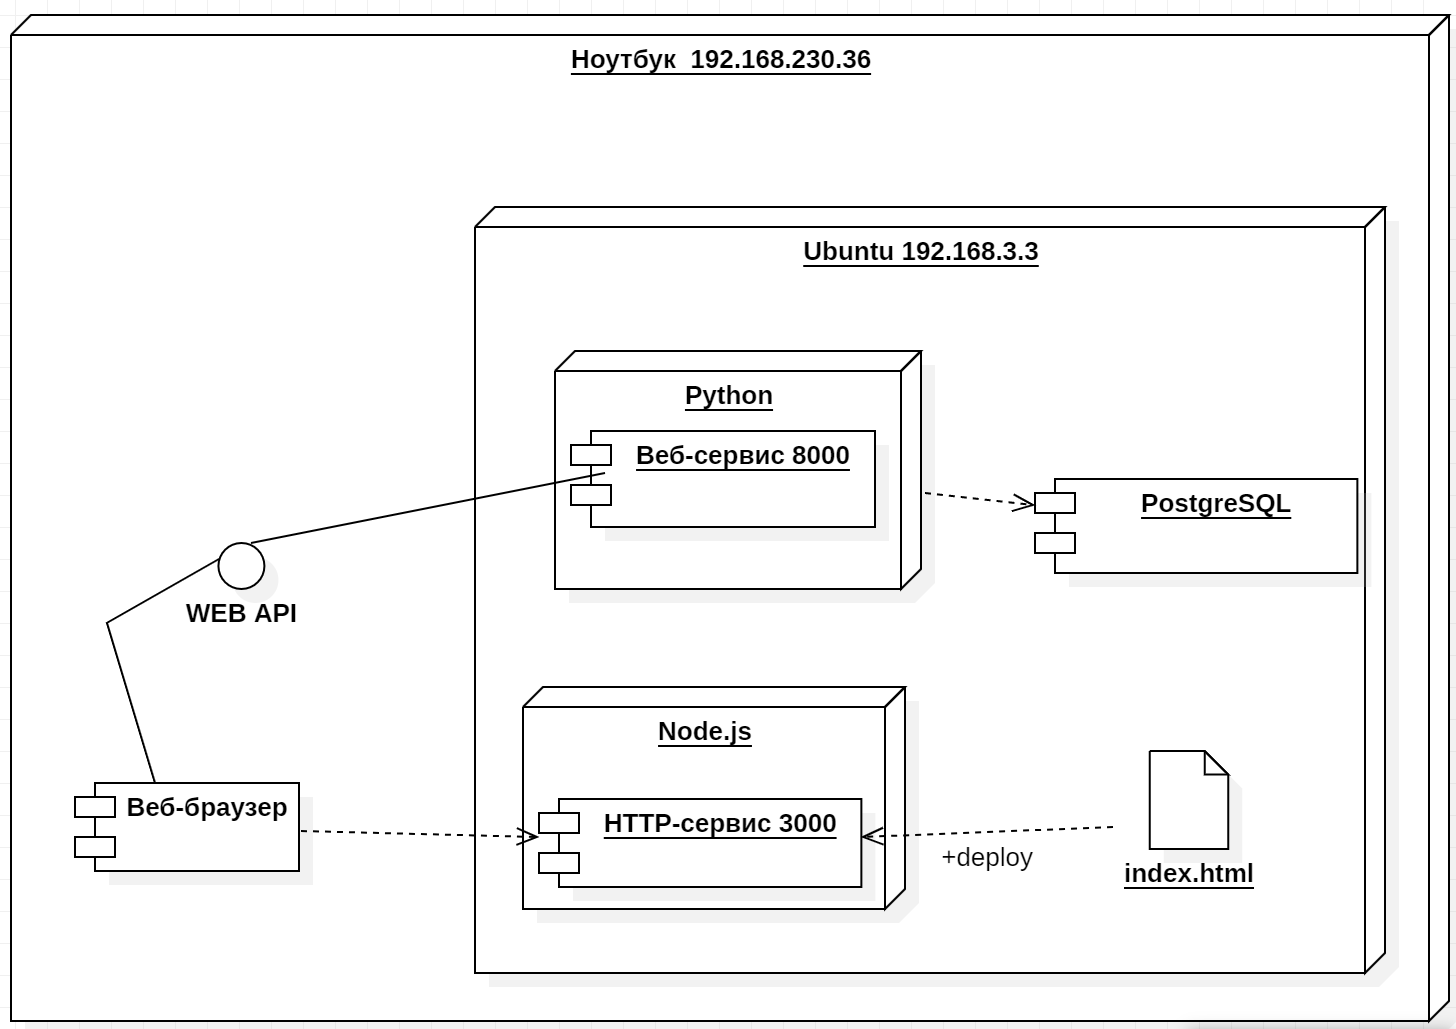 Ноутбук  192.168.230.36
Ubuntu 192.168.3.3
Python
Веб-сервис 8000
PostgreSQL
WEB API
Node.js
Веб-браузер
HTTP-сервис 3000
+deploy
index.html